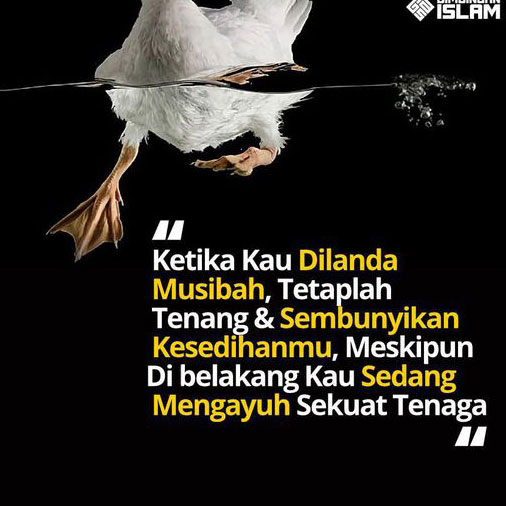 ISLAM
Ketika Kau Dilanda
Musibah, Tetaplah
Tenang & Sembunyikan
Kesedihanmu, Meskipun
Di belakang Kau Sedang
Mengayuh Sekuat Tenaga